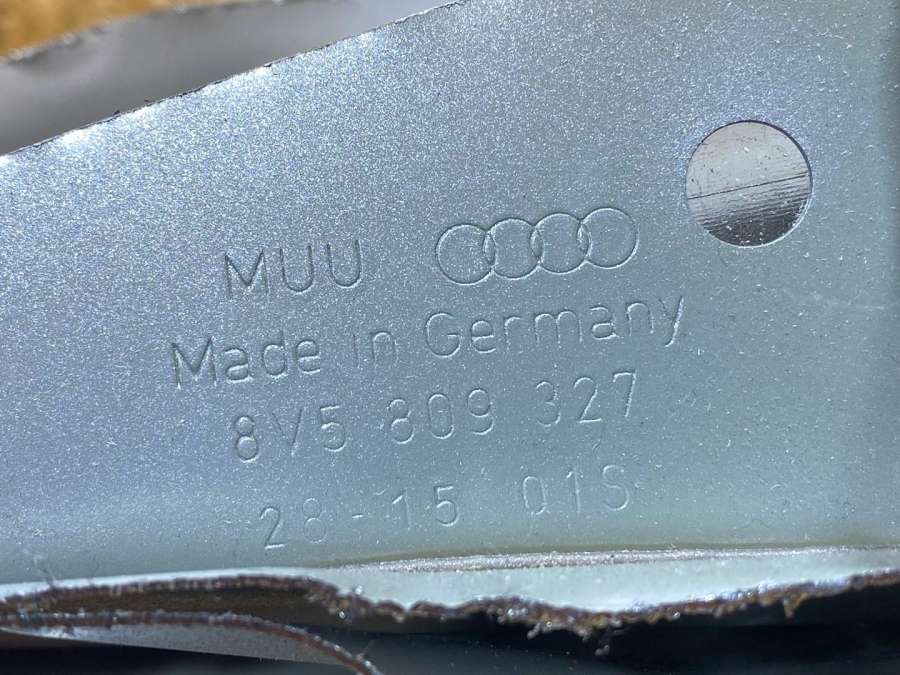 MUU
Made in Germany
8V5 809 327
28-15 01S